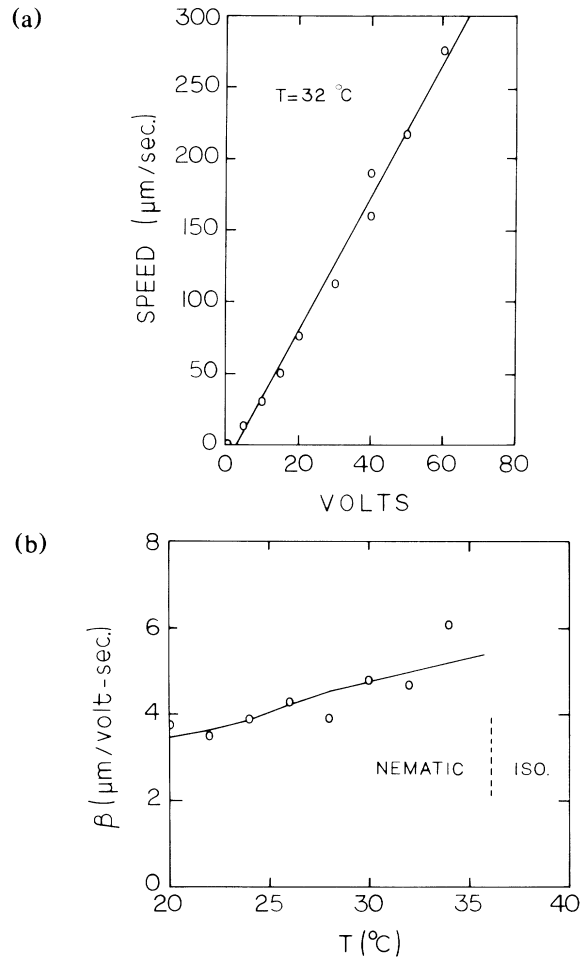 (a)
300
250
200
150
100
50
0
SPEED (μm/sec.)
T=32 °C
0 20 40 60 80
VOLTS
(b)
8
6
4
2
0
β (μm/volt-sec.)
NEMATIC ISO.
20 25 30 35 40
T (°C)